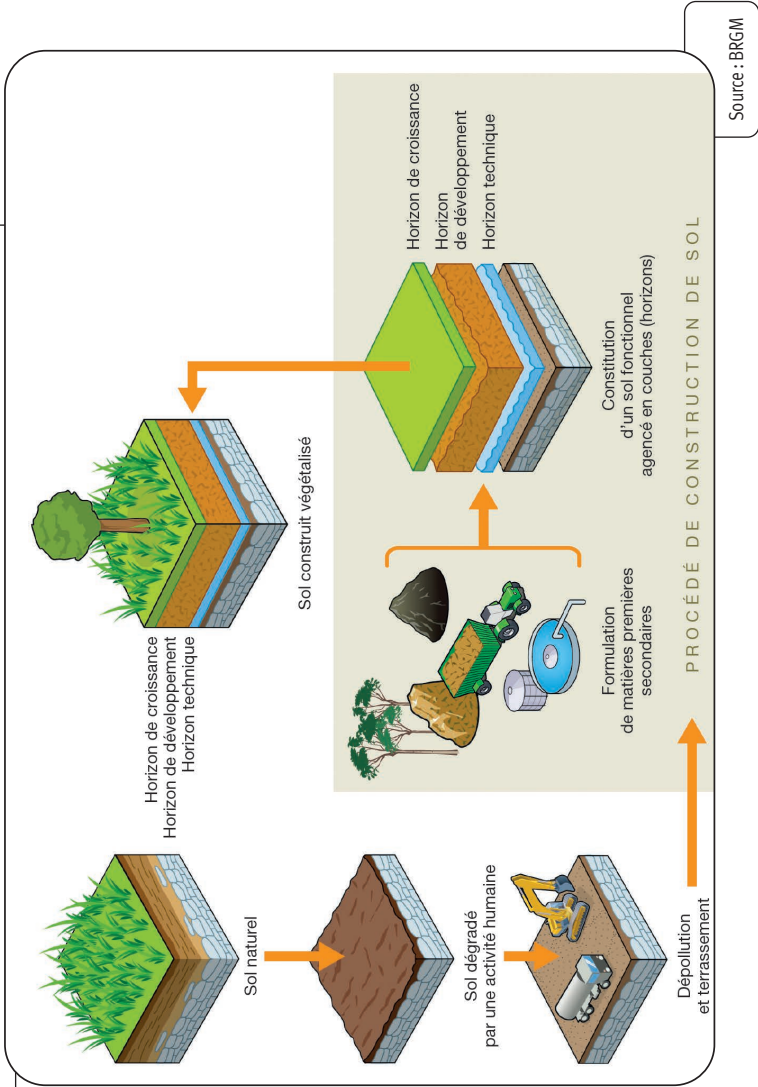 Sol naturel
Sol dégradé
par une activité humaine
Dépollution
et terrassement
Formulation
de matières premières
secondaires
Horizon de croissance
Horizon
de développement
Horizon technique
Constitution
d'un sol fonctionnel
agencé en couches (horizons)
PROCÉDÉ DE CONSTRUCTION DE SOL
Horizon de croissance
Horizon de développement
Horizon technique
Sol construit végétalisé
Source : BRGM